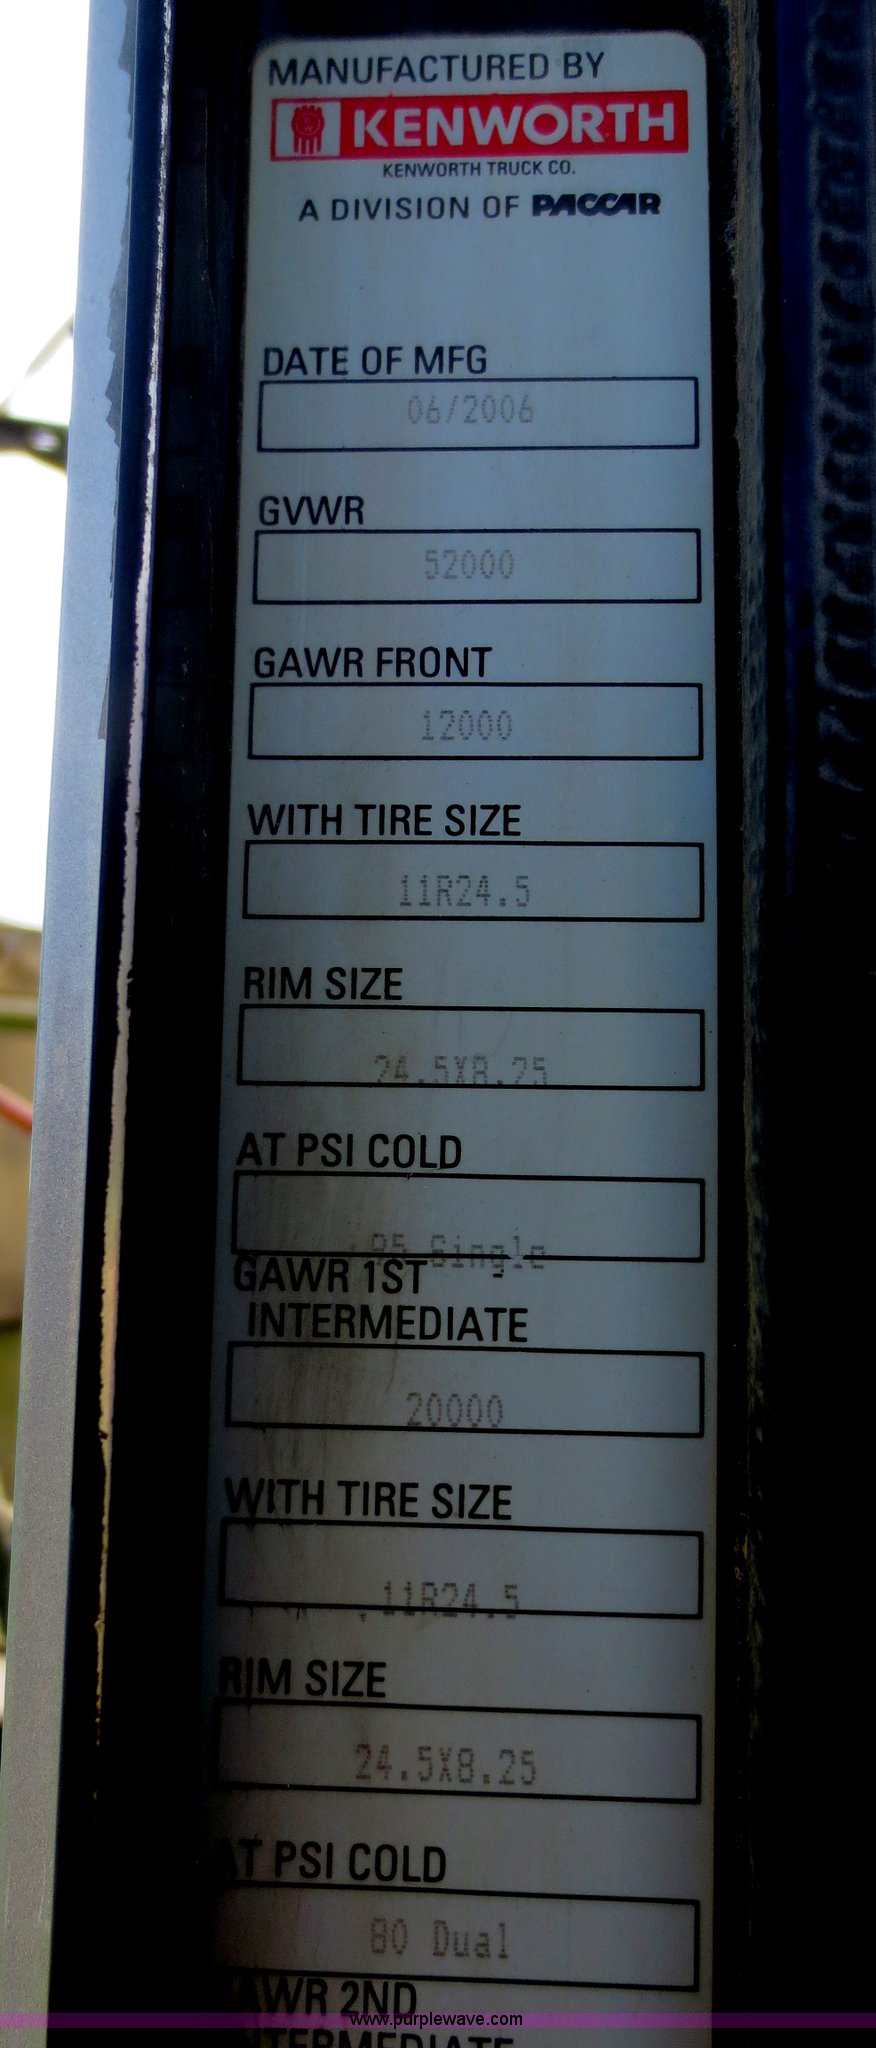 MANUFACTURED BY
KENWORTH
KENWORTH TRUCK CO.
A DIVISION OF PACCAR
DATE OF MFG
06/2006
GVWR
52000
GAWR FRONT
12000
WITH TIRE SIZE
11R24.5
RIM SIZE
24.5X8.25
AT PSI COLD
95 Single
GAWR 1ST
INTERMEDIATE
20000
WITH TIRE SIZE
11R24.5
RIM SIZE
24.5X8.25
AT PSI COLD
80 Dual
GAWR 2ND
www.purplewave.com
INTERMEDIATE